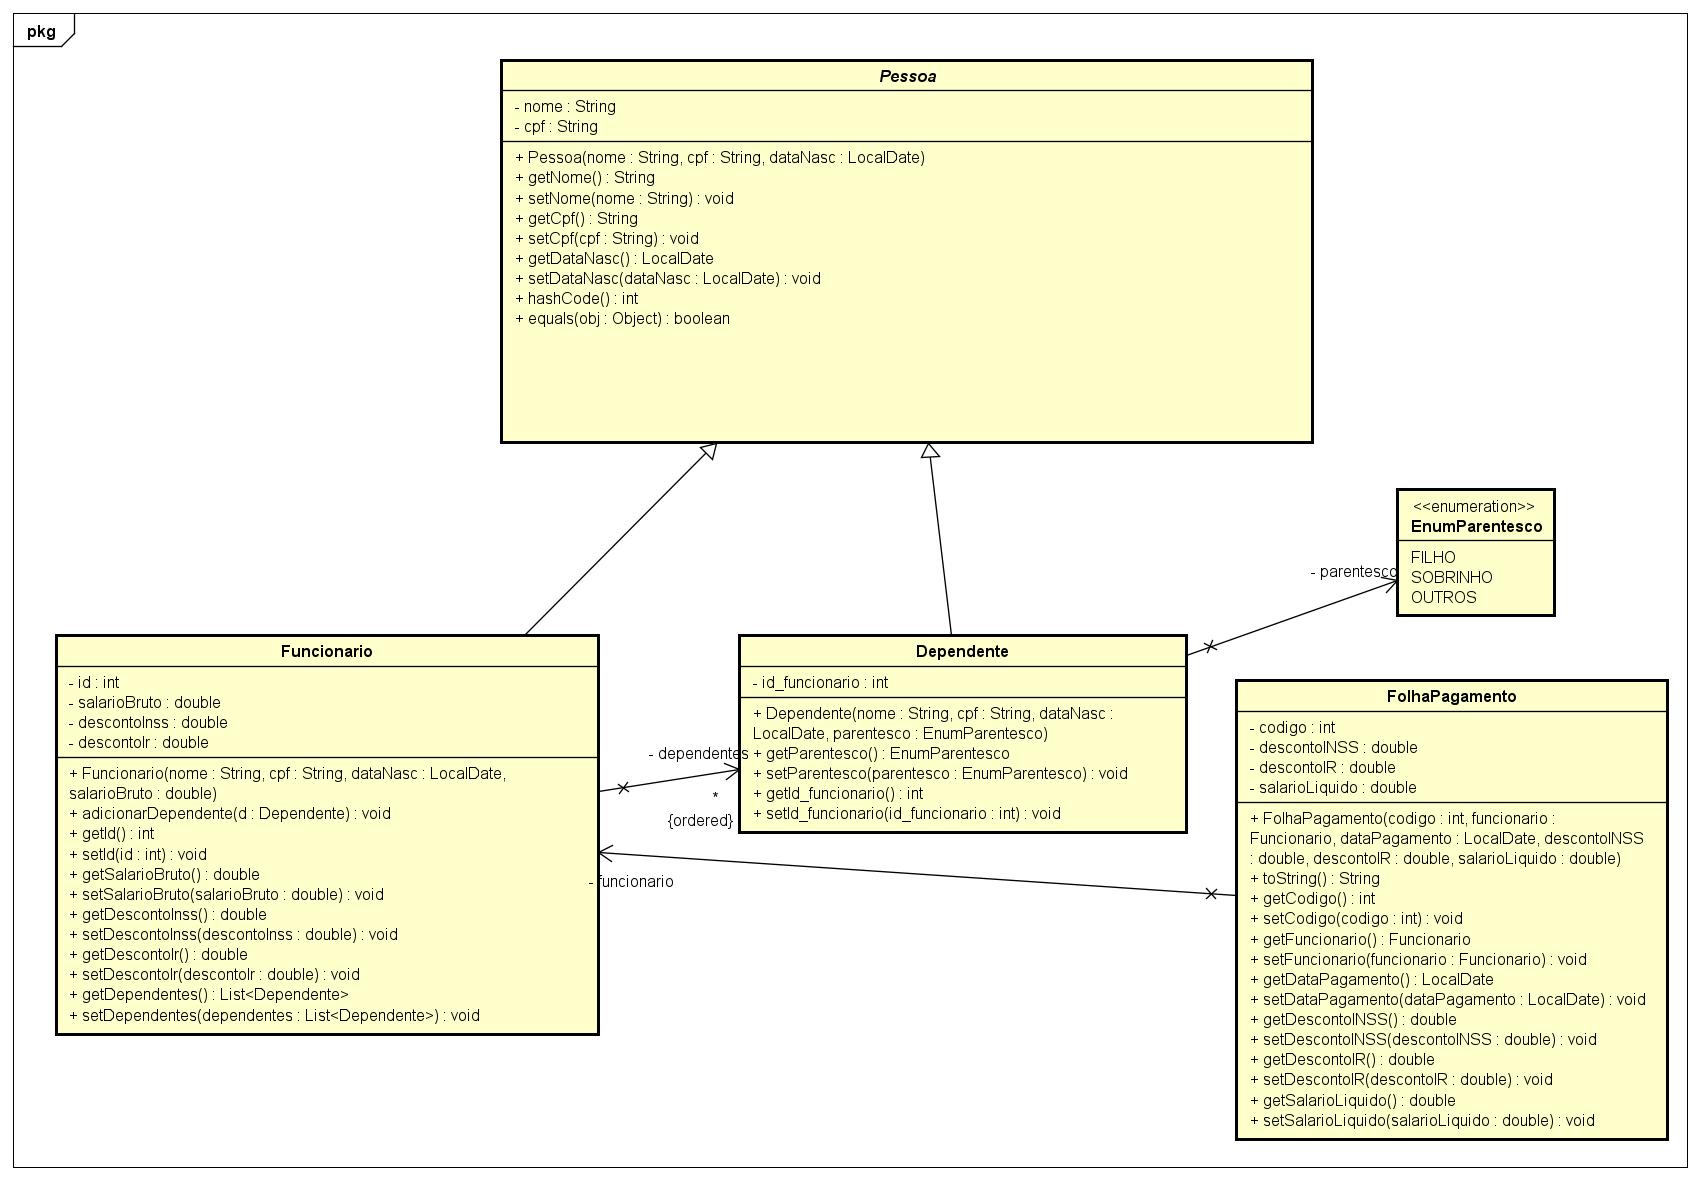 pkg
Pessoa
- nome : String
- cpf : String
+ Pessoa(nome : String, cpf : String, dataNasc : LocalDate)
+ getNome() : String
+ setNome(nome : String) : void
+ getCpf() : String
+ setCpf(cpf : String) : void
+ getDataNasc() : LocalDate
+ setDataNasc(dataNasc : LocalDate) : void
+ hashCode() : int
+ equals(obj : Object) : boolean
<<enumeration>>
EnumParentesco
FILHO
SOBRINHO
OUTROS
- parentesco
Funcionario
- id : int
- salarioBruto : double
- descontoInss : double
- descontoIr : double
+ Funcionario(nome : String, cpf : String, dataNasc : LocalDate,
salarioBruto : double)
+ adicionarDependente(d : Dependente) : void
+ getId() : int
+ setId(id : int) : void
+ getSalarioBruto() : double
+ setSalarioBruto(salarioBruto : double) : void
+ getDescontoInss() : double
+ setDescontoInss(descontoInss : double) : void
+ getDescontoIr() : double
+ setDescontoIr(descontoIr : double) : void
+ getDependentes() : List<Dependente>
+ setDependentes(dependentes : List<Dependente>) : void
- dependentes
*
{ordered}
- funcionario
Dependente
- id_funcionario : int
+ Dependente(nome : String, cpf : String, dataNasc :
LocalDate, parentesco : EnumParentesco)
+ getParentesco() : EnumParentesco
+ setParentesco(parentesco : EnumParentesco) : void
+ getId_funcionario() : int
+ setId_funcionario(id_funcionario : int) : void
FolhaPagamento
- codigo : int
- descontoINSS : double
- descontoIR : double
- salarioLiquido : double
+ FolhaPagamento(codigo : int, funcionario :
Funcionario, dataPagamento : LocalDate, descontoINSS
: double, descontoIR : double, salarioLiquido : double)
+ toString() : String
+ getCodigo() : int
+ setCodigo(codigo : int) : void
+ getFuncionario() : Funcionario
+ setFuncionario(funcionario : Funcionario) : void
+ getDataPagamento() : LocalDate
+ setDataPagamento(dataPagamento : LocalDate) : void
+ getDescontoINSS() : double
+ setDescontoINSS(descontoINSS : double) : void
+ getDescontoIR() : double
+ setDescontoIR(descontoIR : double) : void
+ getSalarioLiquido() : double
+ setSalarioLiquido(salarioLiquido : double) : void